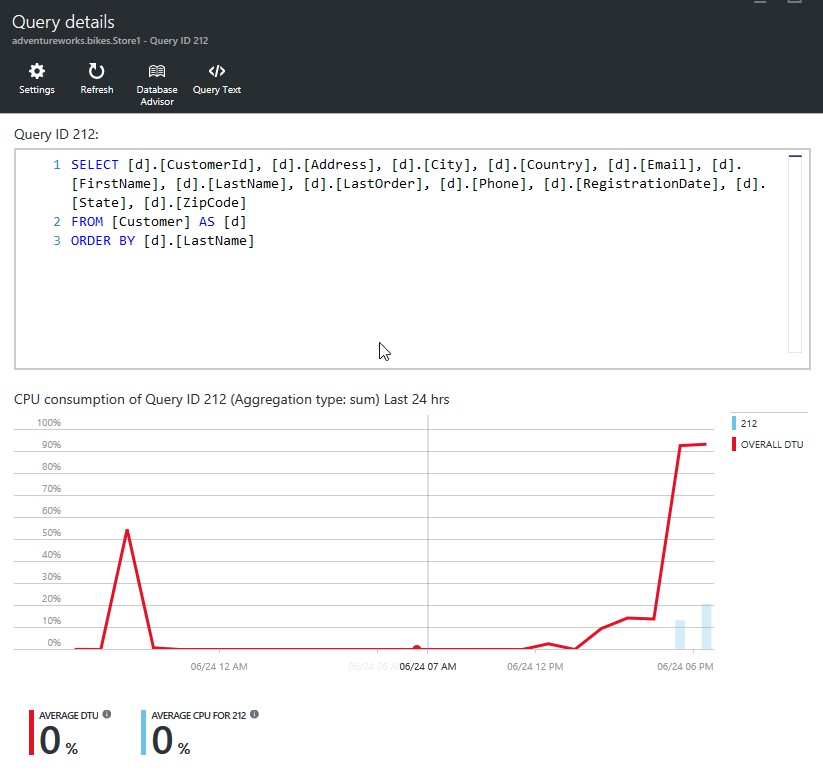 Query details
adventureworks.bikes.Store1 - Query ID 212
Settings
Refresh
Database Advisor
Query Text
Query ID 212:
1 SELECT [d].[CustomerId], [d].[Address], [d].[City], [d].[Country], [d].[Email], [d].
[FirstName], [d].[LastName], [d].[LastOrder], [d].[Phone], [d].[RegistrationDate], [d].
[State], [d].[ZipCode]
2 FROM [Customer] AS [d]
3 ORDER BY [d].[LastName]
CPU consumption of Query ID 212 (Aggregation type: sum) Last 24 hrs
100%
90%
80%
70%
60%
50%
40%
30%
20%
10%
0%
212
OVERALL DTU
06/24 12 AM
06/24 06 A
06/24 07 AM
06/24 12 PM
06/24 06 PM
AVERAGE DTU
0 %
AVERAGE CPU FOR 212
0 %